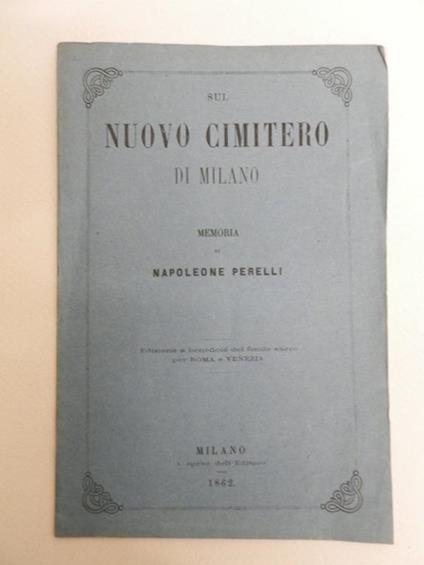 SUL
NUOVO CIMITERO
DI MILANO
MEMORIA
DI
NAPOLEONE PERELLI
Edizione a beneficio del fondo sacro
per ROMA e VENEZIA
MILANO
A spese dell'Editore
1862.